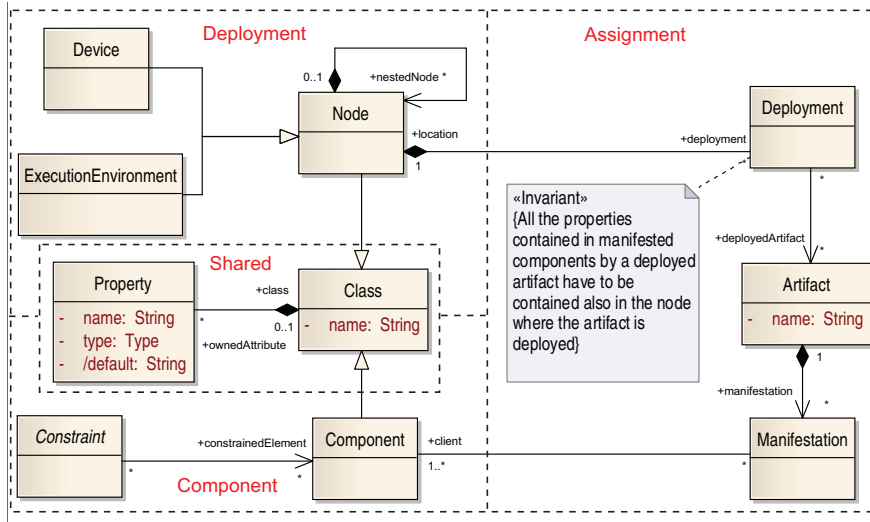 Deployment
Assignment
Device
0..1
+nestedNode *
Node
+location
1
+deployment
*
Deployment
*
ExecutionEnvironment
«Invariant»
{All the properties
contained in manifested
components by a deployed
artifact have to be
contained also in the node
where the artifact is
deployed}
+deployedArtifact
*
Shared
Property
- name: String
- type: Type
- /default: String
+class
*
0..1
+ownedAttribute
Class
- name: String
Artifact
- name: String
1
+manifestation
*
Constraint
*
+constrainedElement
*
Component
+client
1..*
*
Manifestation
Component